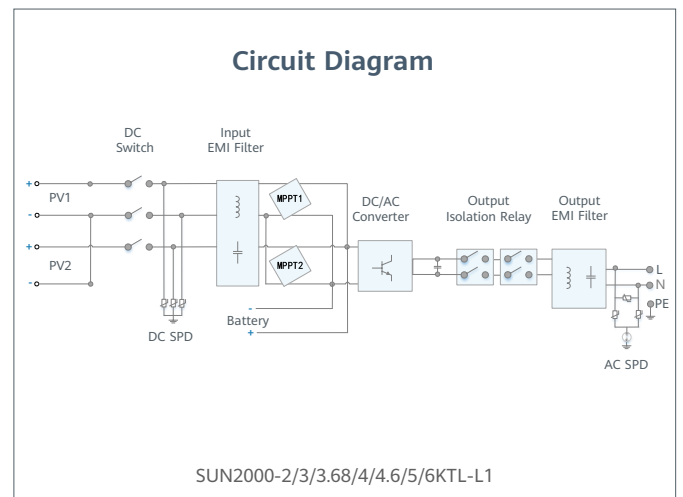 Circuit Diagram
DC
Switch
Input
EMI Filter
DC/AC
Converter
Output
Isolation Relay
Output
EMI Filter
+
PV1
-
+
PV2
-
MPPT1
MPPT2
L
N
PE
-
Battery
+
DC SPD
AC SPD
SUN2000-2/3/3.68/4/4.6/5/6KTL-L1